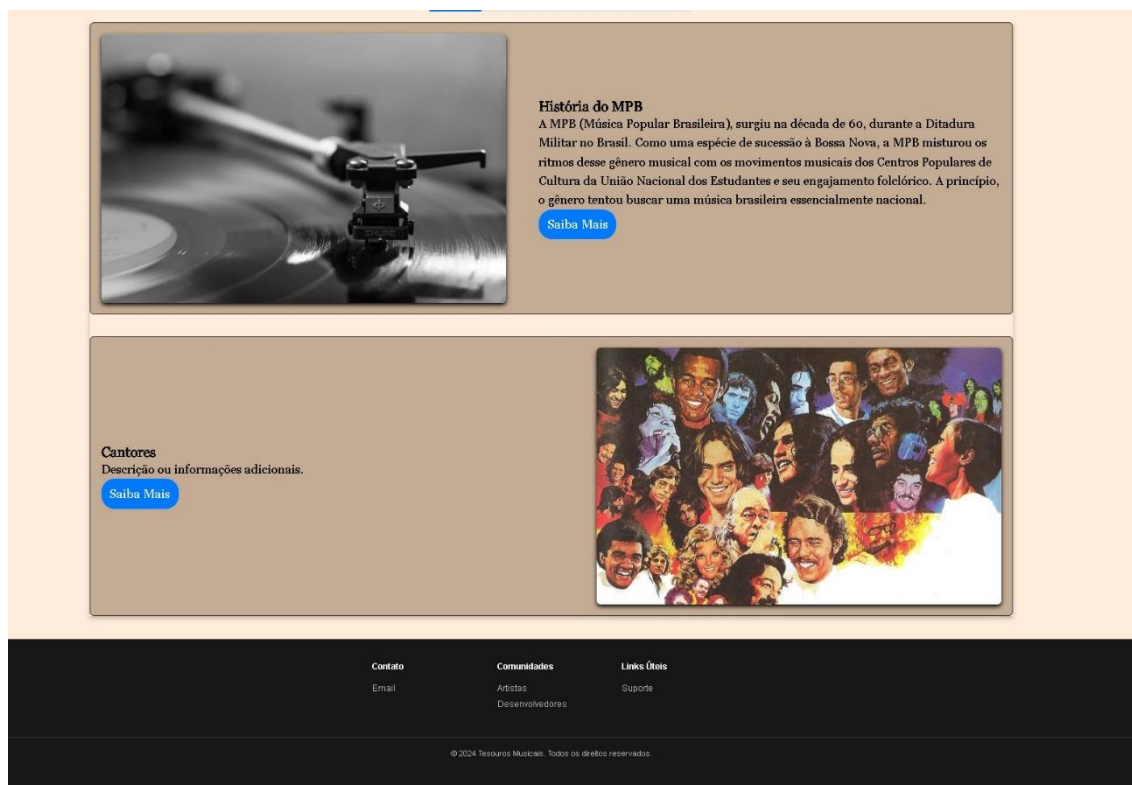 História do MPB
A MPB (Música Popular Brasileira), surgiu na década de 60, durante a Ditadura
Militar no Brasil. Como uma espécie de sucessão à Bossa Nova, a MPB misturou os
ritmos desse gênero musical com os movimentos musicais dos Centros Populares de
Cultura da União Nacional dos Estudantes e seu engajamento folclórico. A princípio,
o gênero tentou buscar uma música brasileira essencialmente nacional.
Saiba Mais
SHURE
Cantores
Descrição ou informações adicionais.
Saiba Mais
Contato
Email
Comunidades
Artistas
Desenvolvedores
Links Úteis
Suporte
© 2024 Tesouros Musicais. Todos os direitos reservados.